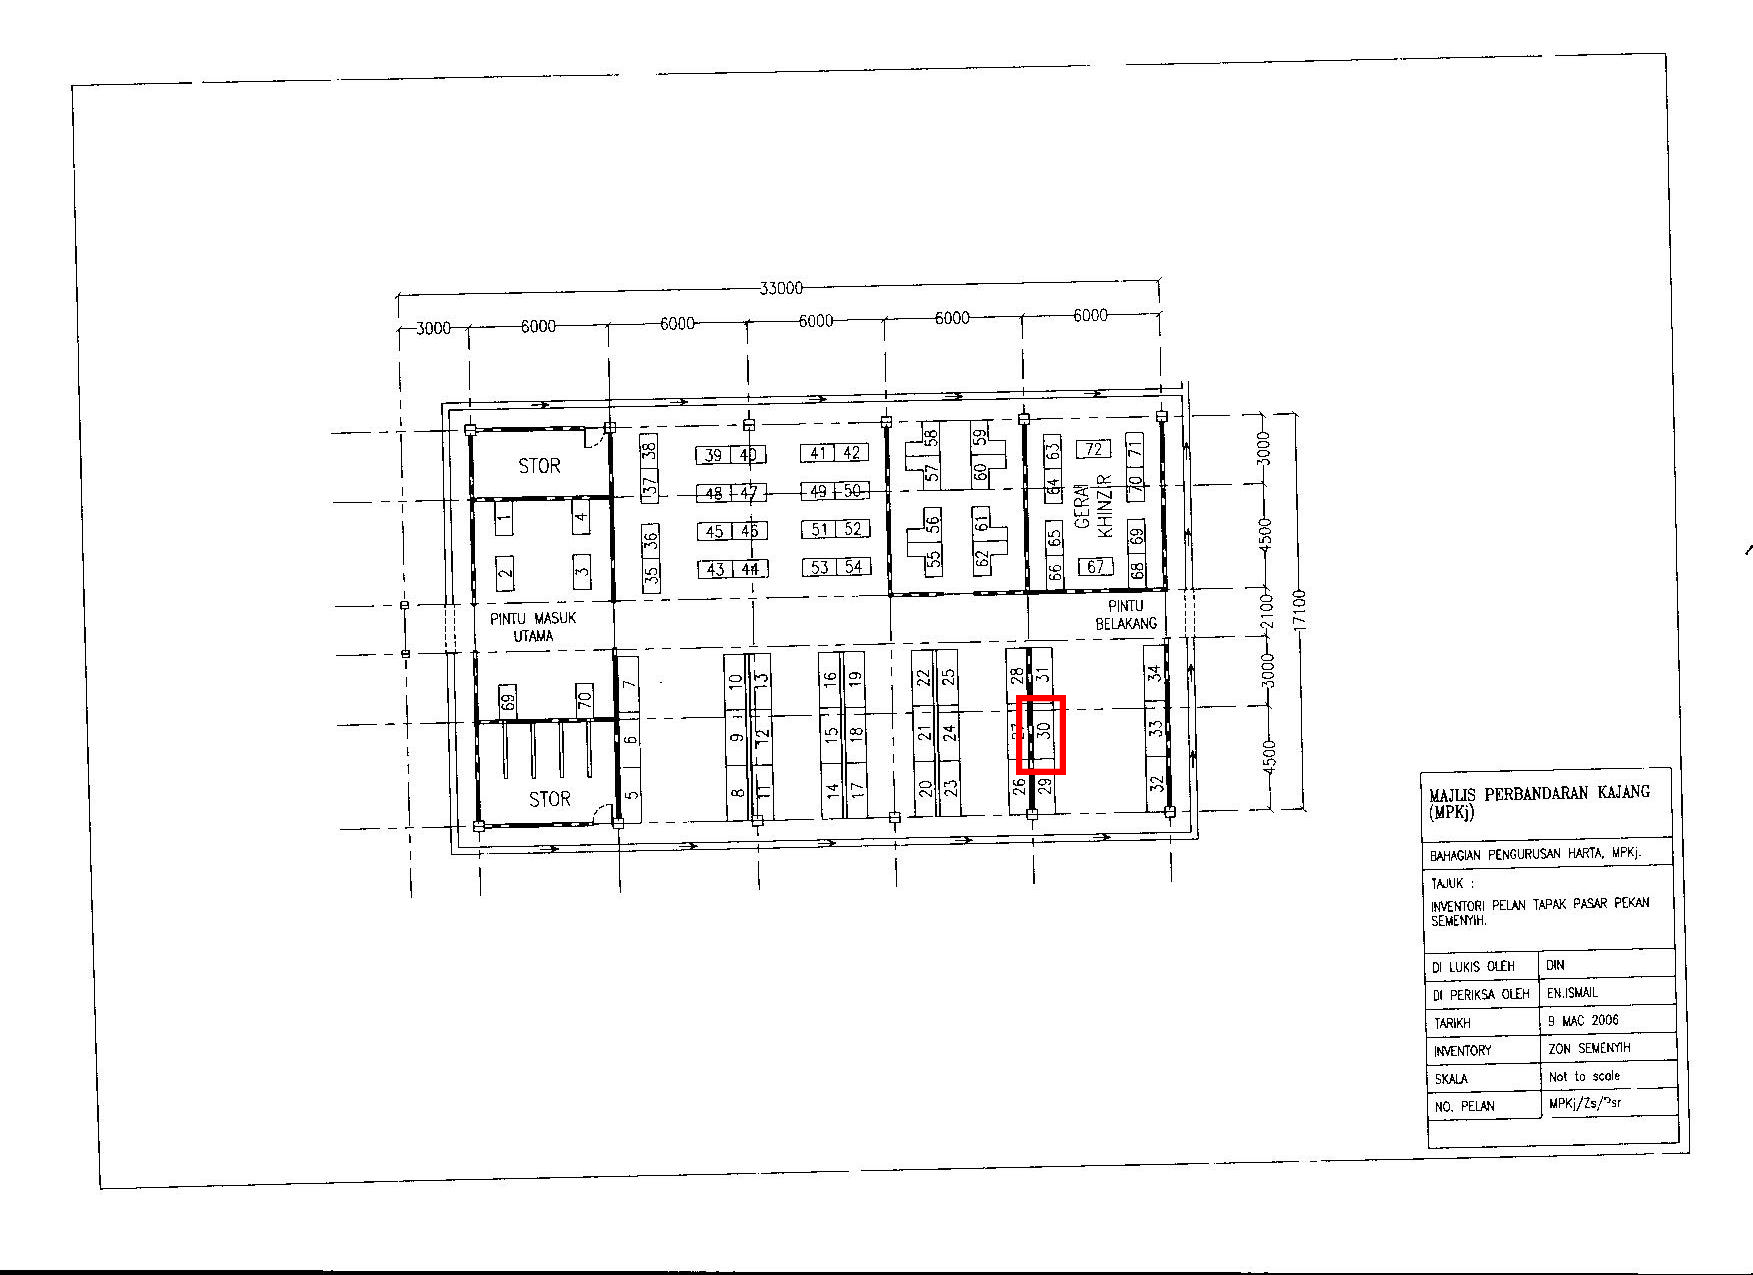 33000
3000 6000 6000 6000 6000 6000
STOR
1 4
2 3
PINTU MASUK
UTAMA
69 70
STOR
38
37
36
35
39 40 41 42
48 47 49 50
45 46 51 52
43 44 53 54
58 59
57 60
56 61
55 62
63 72 71
64 70
GERAI
KHINZIR
65 69
66 67 68
PINTU
BELAKANG
7 10 13 16 19 22 25 28 31 34
6 9 12 15 18 21 24 27 30 33
5 8 11 14 17 20 23 26 29 32
3000
4500
2100
3000
4500
17100
MAJLIS PERBANDARAN KAJANG
(MPKj)
BAHAGIAN PENGURUSAN HARTA, MPKj.
TAJUK :
INVENTORI PELAN TAPAK PASAR PEKAN
SEMENYIH.
DI LUKIS OLEH DIN
DI PERIKSA OLEH EN.ISMAIL
TARIKH 9 MAC 2006
INVENTORY ZON SEMENYIH
SKALA Not to scale
NO. PELAN MPKj/Zs/Psr